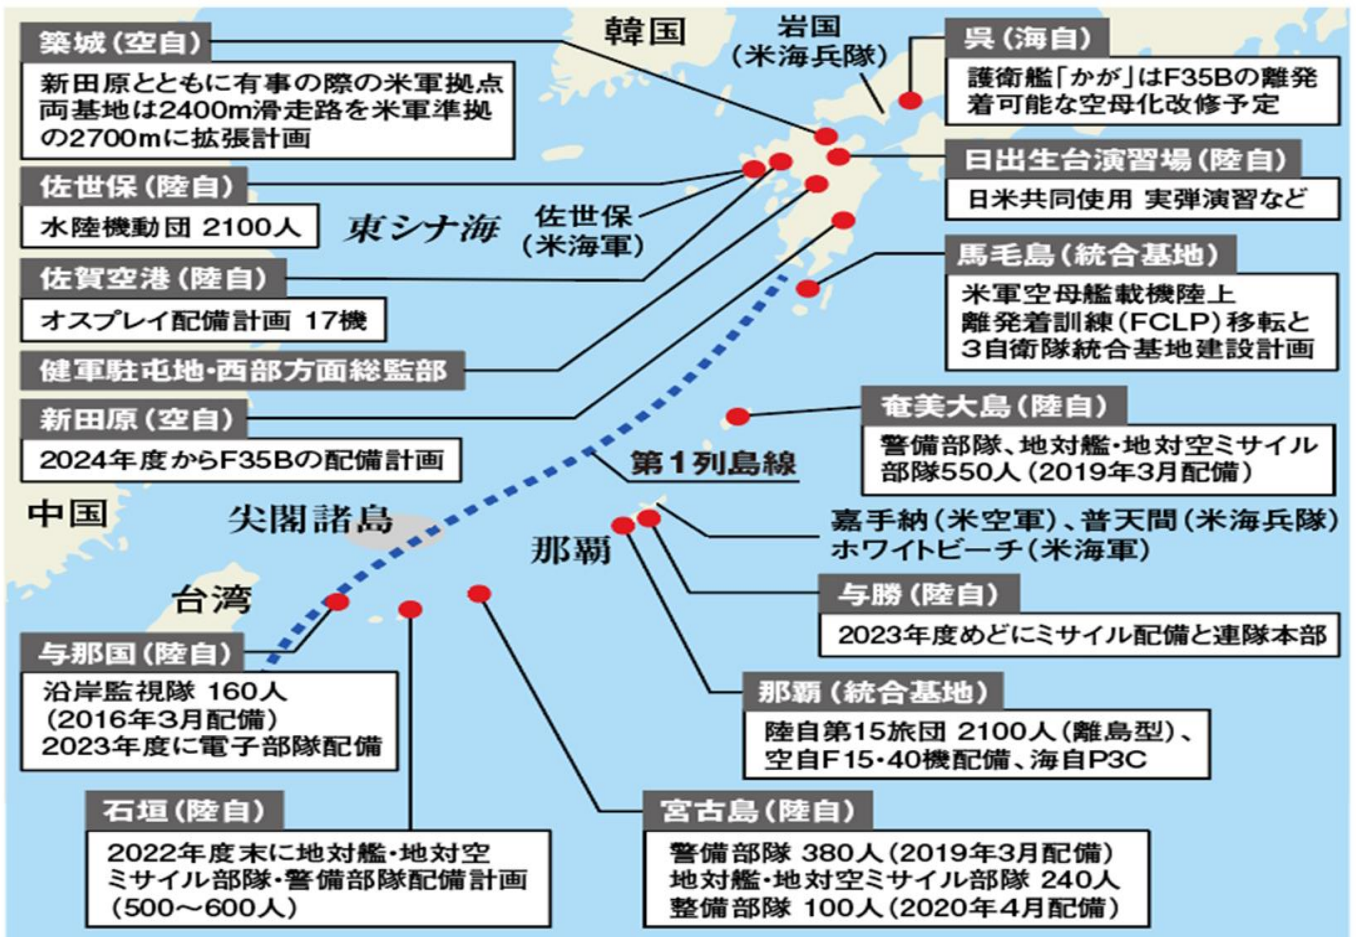 築城(空自)
新田原とともに有事の際の米軍拠点
両基地は2400m滑走路を米軍準拠
の2700mに拡張計画
佐世保(陸自)
水陸機動団 2100人
佐賀空港(陸自)
オスプレイ配備計画 17機
健軍駐屯地・西部方面総監部
新田原(空自)
2024年度からF35Bの配備計画
韓国
岩国
(米海兵隊)
東シナ海
佐世保
(米海軍)
呉(海自)
護衛艦「かが」はF35Bの離発
着可能な空母化改修予定
日出生台演習場(陸自)
日米共同使用 実弾演習など
馬毛島(統合基地)
米軍空母艦載機陸上
離発着訓練(FCLP)移転と
3自衛隊統合基地建設計画
奄美大島(陸自)
警備部隊、地対艦・地対空ミサイル
部隊550人(2019年3月配備)
第1列島線
中国
尖閣諸島
那覇
嘉手納(米空軍)、普天間(米海兵隊)
ホワイトビーチ(米海軍)
台湾
与勝(陸自)
2023年度めどにミサイル配備と連隊本部
与那国(陸自)
沿岸監視隊 160人
(2016年3月配備)
2023年度に電子部隊配備
那覇(統合基地)
陸自第15旅団 2100人(離島型)、
空自F15・40機配備、海自P3C
石垣(陸自)
2022年度末に地対艦・地対空
ミサイル部隊・警備部隊配備計画
(500〜600人)
宮古島(陸自)
警備部隊 380人(2019年3月配備)
地対艦・地対空ミサイル部隊 240人
整備部隊 100人(2020年4月配備)